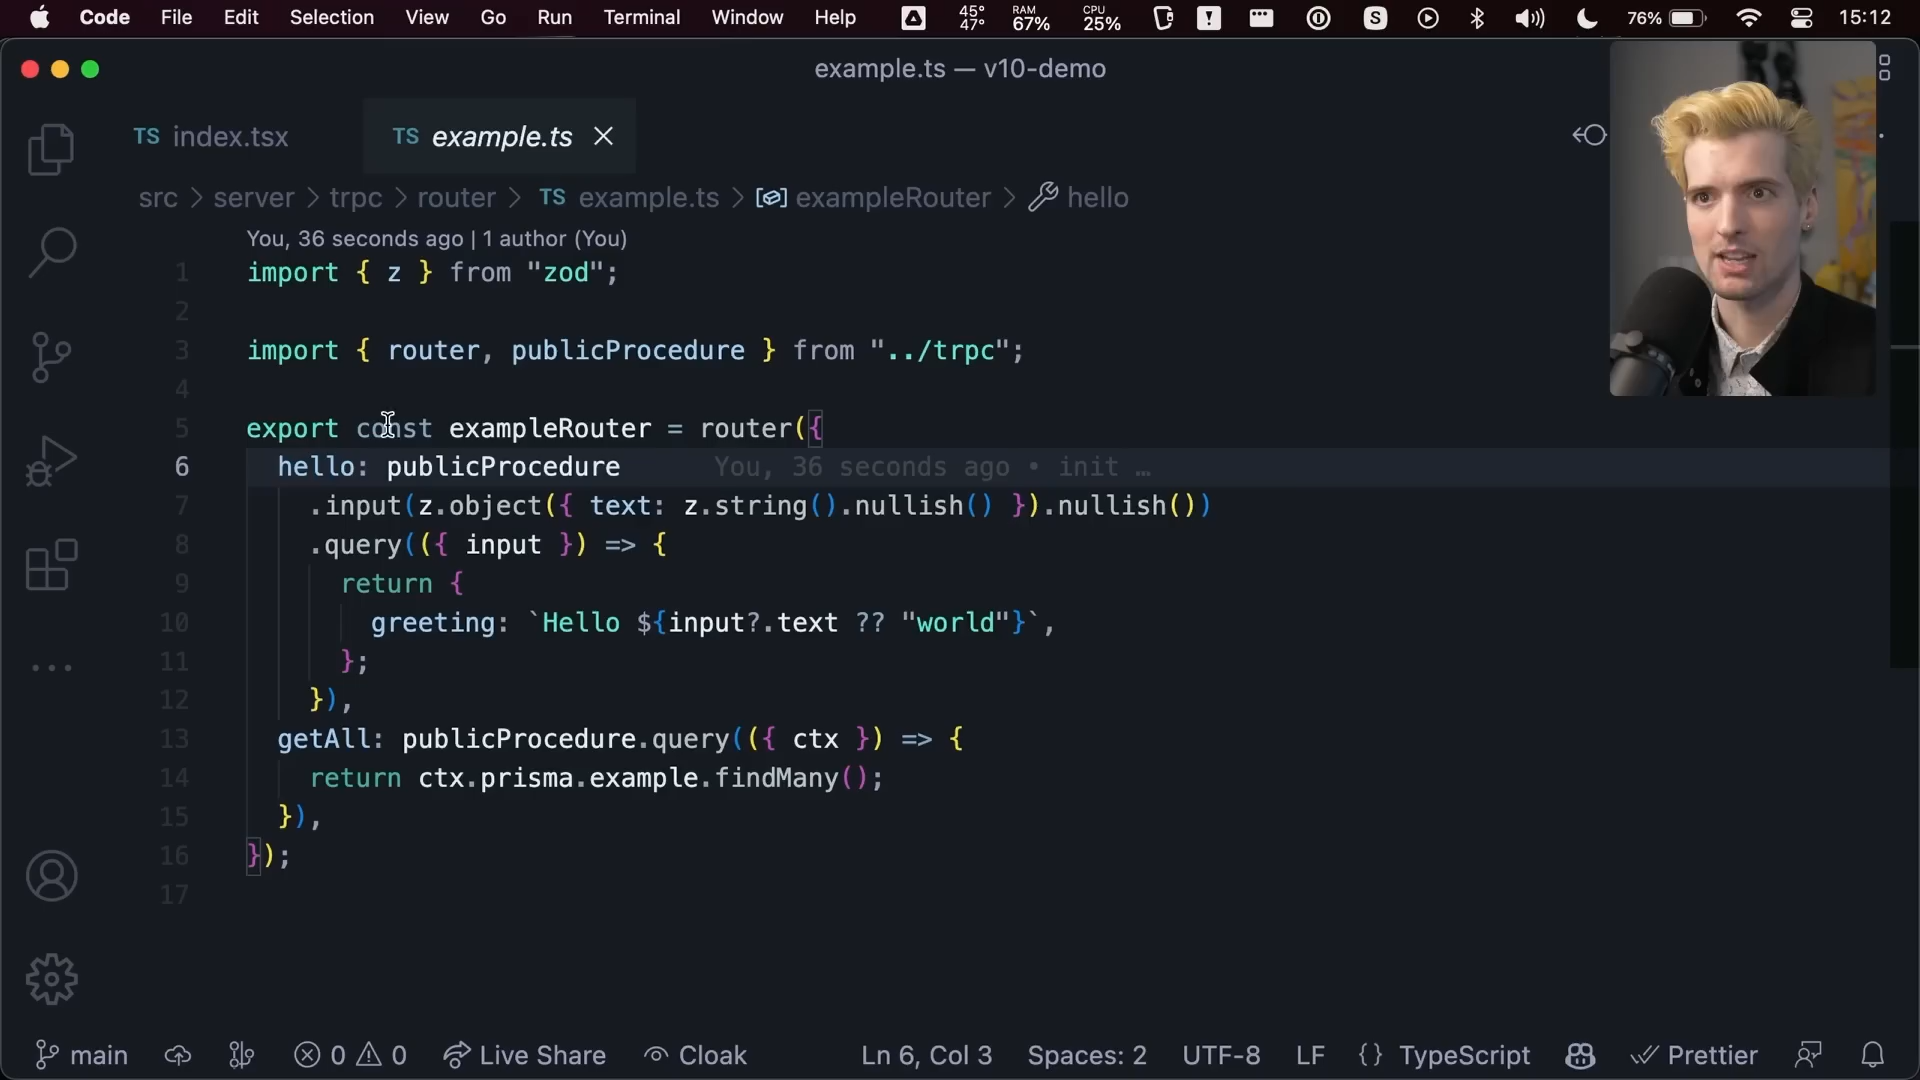 Code File Edit Selection View Go Run Terminal Window Help 45° 47° RAM 67% CPU 25% 76% 15:12
example.ts — v10-demo
TS index.tsx TS example.ts
src > server > trpc > router > TS example.ts > exampleRouter > hello
You, 36 seconds ago | 1 author (You)
1 import { z } from "zod";
2
3 import { router, publicProcedure } from "../trpc";
4
5 export const exampleRouter = router({
6 hello: publicProcedure You, 36 seconds ago • init …
7 .input(z.object({ text: z.string().nullish() }).nullish())
8 .query(({ input }) => {
9 return {
10 greeting: `Hello ${input?.text ?? "world"}`,
11 };
12 }),
13 getAll: publicProcedure.query(({ ctx }) => {
14 return ctx.prisma.example.findMany();
15 }),
16 });
17
main 0 0 Live Share Cloak Ln 6, Col 3 Spaces: 2 UTF-8 LF {} TypeScript Prettier